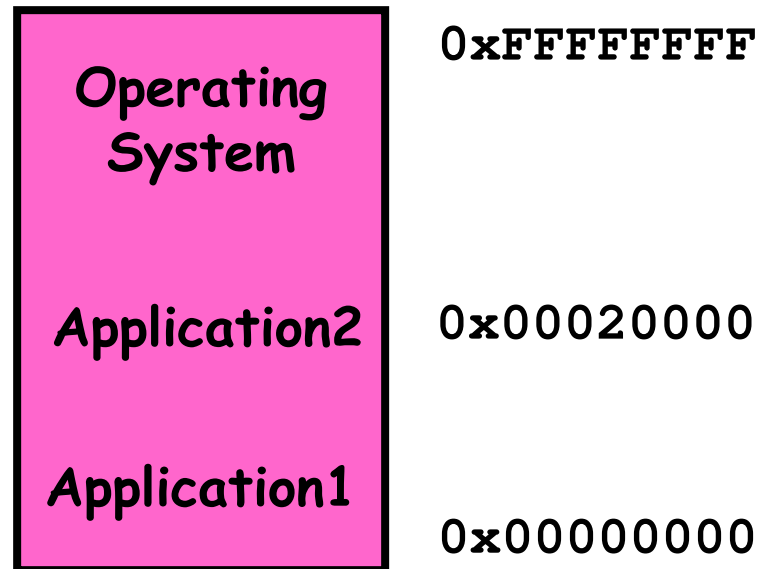 0xFFFFFFFF
Operating
System
Application2
0x00020000
Application1
0x00000000